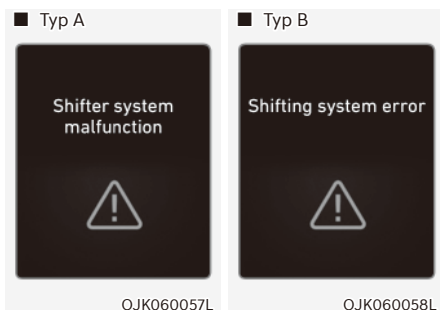 ■ Typ A
Shifter system
malfunction
OJK060057L
■ Typ B
Shifting system error
OJK060058L